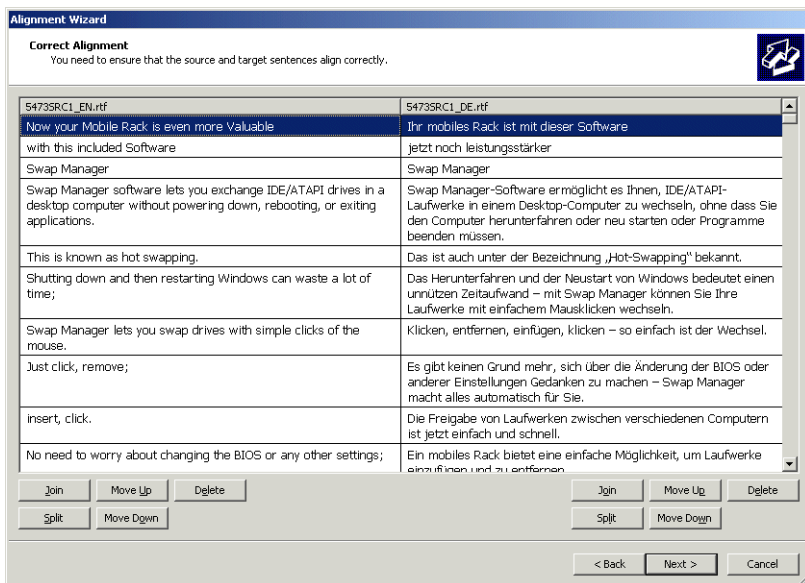 Alignment Wizard
Correct Alignment
You need to ensure that the source and target sentences align correctly.
5473SRC1_EN.rtf
5473SRC1_DE.rtf
Now your Mobile Rack is even more Valuable
Ihr mobiles Rack ist mit dieser Software
with this included Software
jetzt noch leistungsstärker
Swap Manager
Swap Manager
Swap Manager software lets you exchange IDE/ATAPI drives in a
desktop computer without powering down, rebooting, or exiting
applications.
Swap Manager-Software ermöglicht es Ihnen, IDE/ATAPI-
Laufwerke in einem Desktop-Computer zu wechseln, ohne dass Sie
den Computer herunterfahren oder neu starten oder Programme
beenden müssen.
This is known as hot swapping.
Das ist auch unter der Bezeichnung „Hot-Swapping“ bekannt.
Shutting down and then restarting Windows can waste a lot of
time;
Das Herunterfahren und der Neustart von Windows bedeutet einen
unnützen Zeitaufwand – mit Swap Manager können Sie Ihre
Laufwerke mit einfachem Mausklicken wechseln.
Swap Manager lets you swap drives with simple clicks of the
mouse.
Klicken, entfernen, einfügen, klicken – so einfach ist der Wechsel.
Just click, remove;
Es gibt keinen Grund mehr, sich über die Änderung der BIOS oder
anderer Einstellungen Gedanken zu machen – Swap Manager
macht alles automatisch für Sie.
insert, click.
Die Freigabe von Laufwerken zwischen verschiedenen Computern
ist jetzt einfach und schnell.
No need to worry about changing the BIOS or any other settings;
Ein mobiles Rack bietet eine einfache Möglichkeit, um Laufwerke
einzufügen und zu entfernen
Join
Move Up
Delete
Join
Move Up
Delete
Split
Move Down
Split
Move Down
< Back
Next >
Cancel